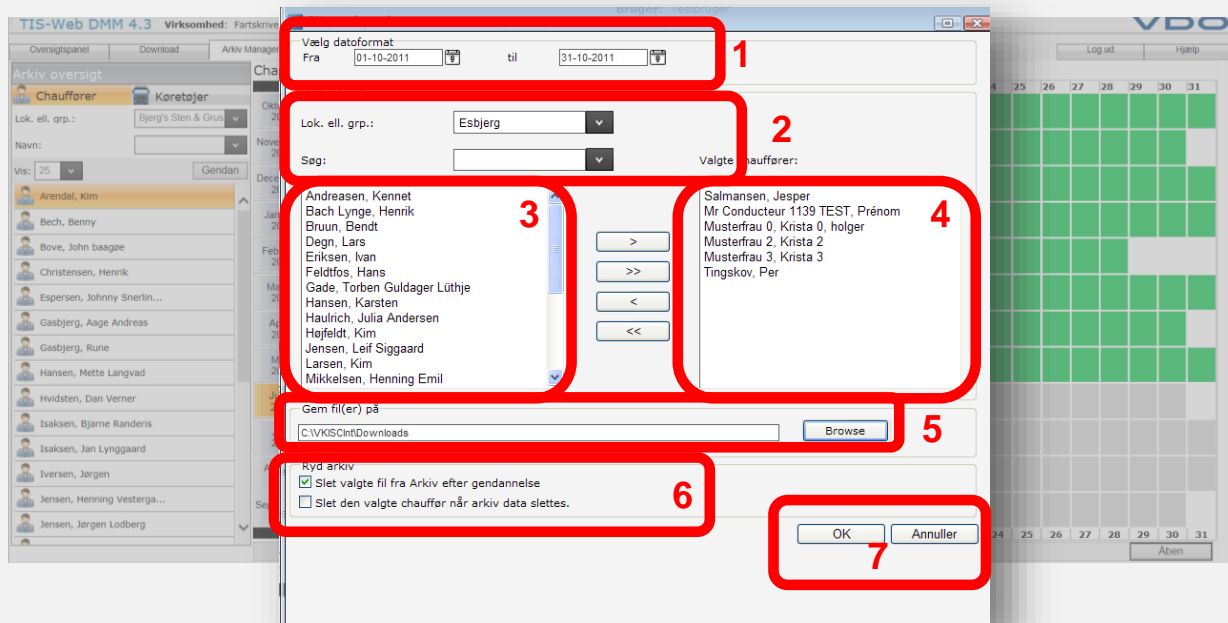 Bruger: Testbruger
TIS-Web DMM 4.3 Virksomhed: Fartskrive
VDO
Oversigtspanel Download Arkiv Manager
Log ud Hjælp
Arkiv oversigt
Chauffører Køretøjer
Lok. ell. grp.: Bjerg's Sten & Grus
Navn:
Vis: 25 Gendan
Arendal, Kim
Bech, Benny
Bove, John baagøe
Christensen, Henrik
Espersen, Johnny Snerlin...
Gasbjerg, Aage Andreas
Gasbjerg, Rune
Hansen, Mette Langvad
Hvidsten, Dan Verner
Isaksen, Bjarne Randeris
Isaksen, Jan Lynggaard
Iversen, Jørgen
Jensen, Henning Vesterga...
Jensen, Jørgen Lodberg
Cha
Vælg datoformat
Fra 01-10-2011 til 31-10-2011
1
Lok. ell. grp.: Esbjerg
2
Søg:
Valgte Chauffører:
Andreasen, Kennet
Bach Lynge, Henrik
Bruun, Bendt
Degn, Lars
Eriksen, Ivan
Feldtfos, Hans
Gade, Torben Guldager Lüthje
Hansen, Karsten
Haulrich, Julia Andersen
Højfeldt, Kim
Jensen, Leif Siggaard
Larsen, Kim
Mikkelsen, Henning Emil
3
>
>>
<
<<
Salmansen, Jesper
Mr Conducteur 1139 TEST, Prénom
Musterfrau 0, Krista 0, holger
Musterfrau 2, Krista 2
Musterfrau 3, Krista 3
Tingskov, Per
4
Gem fil(er) på
C:\VKISCInt\Downloads Browse
5
Ryd arkiv
Slet valgte fil fra Arkiv efter gendannelse
Slet den valgte chauffør når arkiv data slettes.
6
OK Annuller
7
25 26 27 28 29 30 31
24 25 26 27 28 29 30 31
Åben